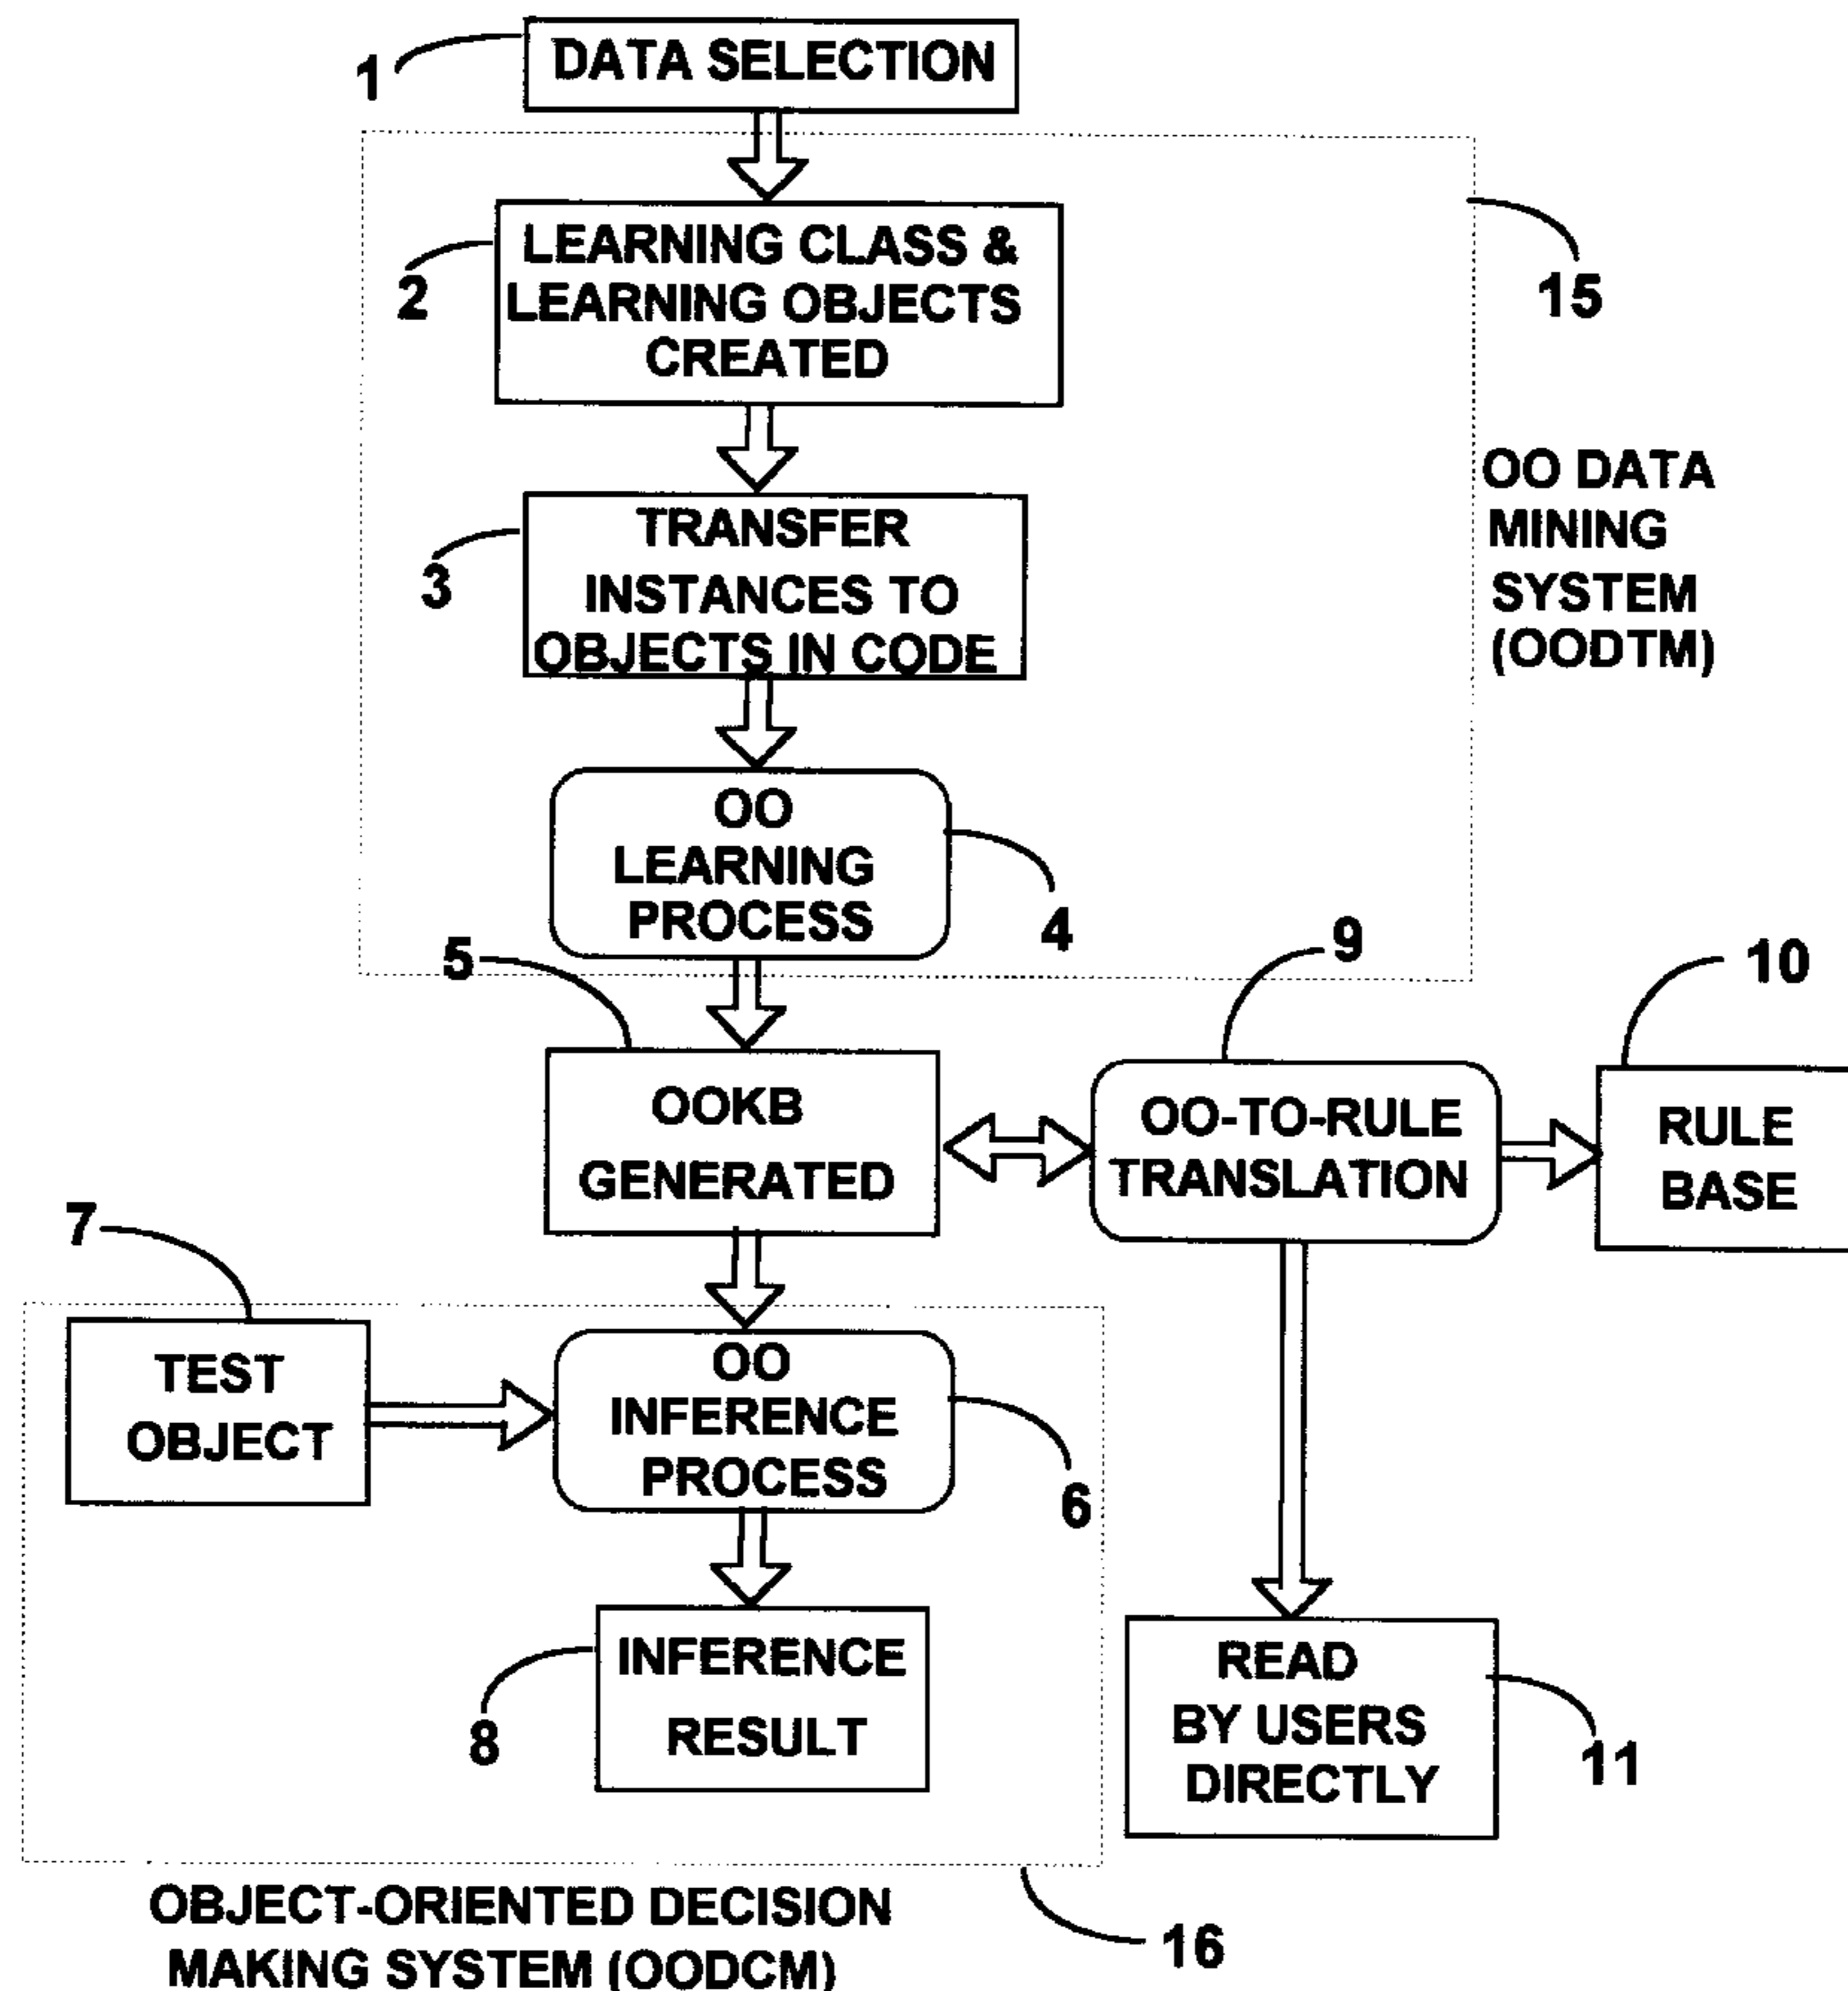 1
DATA SELECTION
2
LEARNING CLASS &
LEARNING OBJECTS
CREATED
15
3
TRANSFER
INSTANCES TO
OBJECTS IN CODE
OO DATA
MINING
SYSTEM
(OODTM)
OO
LEARNING
PROCESS
4
5
OOKB
GENERATED
9
OO-TO-RULE
TRANSLATION
10
RULE
BASE
7
TEST
OBJECT
OO
INFERENCE
PROCESS
6
8
INFERENCE
RESULT
READ
BY USERS
DIRECTLY
11
OBJECT-ORIENTED DECISION
MAKING SYSTEM (OODCM)
16